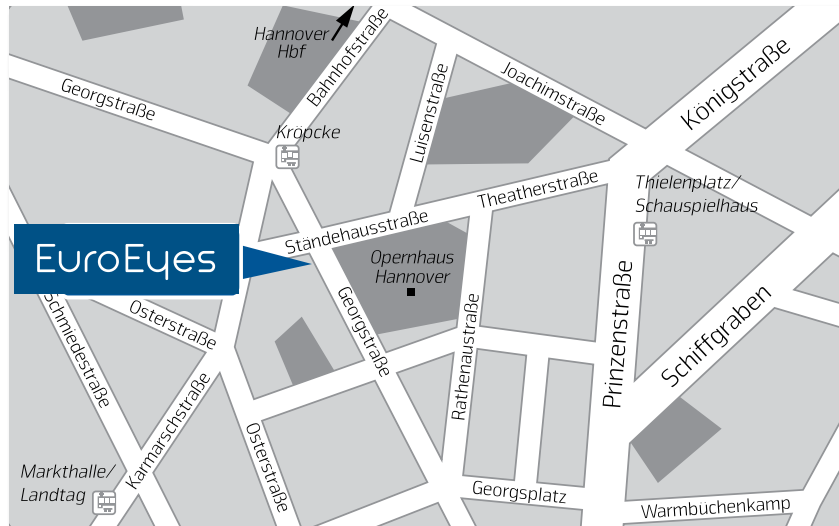 Hannover
Hbf
Bahnhofstraße
Georgstraße
Joachimstraße
Königstraße
Luisenstraße
Kröpcke
Theatherstraße
Thielenplatz/
Schauspielhaus
Ständehausstraße
EuroEyes
Opernhaus
Hannover
Georgstraße
Osterstraße
Schmiedestraße
Rathenaustraße
Prinzenstraße
Schiffgraben
Karmarschstraße
Osterstraße
Markthalle/
Landtag
Georgsplatz
Warmbüchenkamp